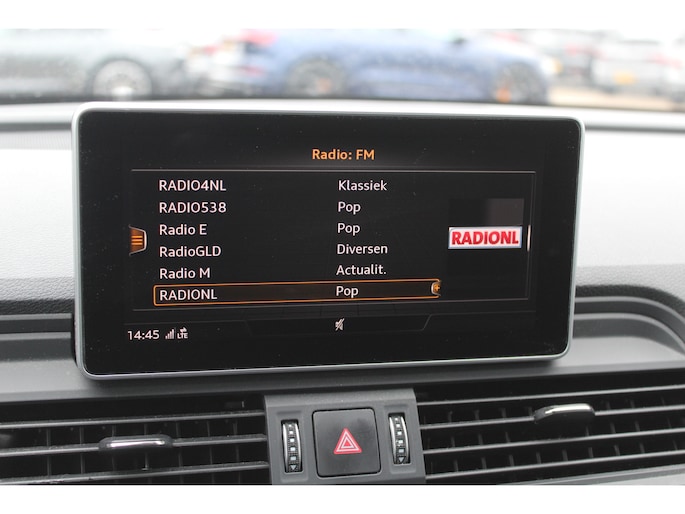 Radio: FM
RADIO4NL Klassiek
RADIO538 Pop
Radio E Pop
RadioGLD Diversen
Radio M Actualit.
RADIONL Pop
RADIONL
14:45 LTE